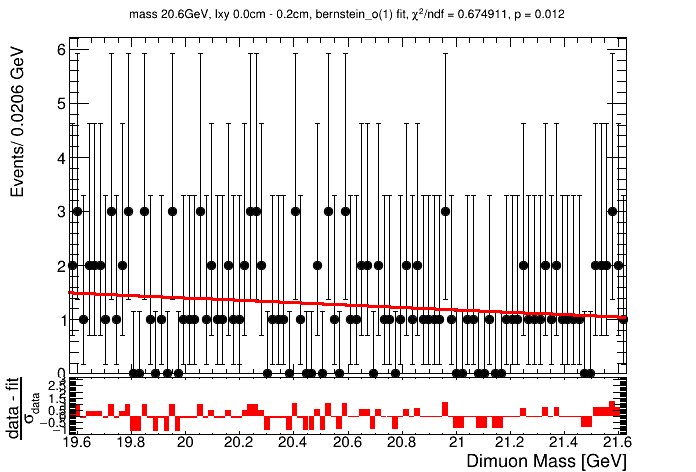 mass 20.6GeV, lxy 0.0cm - 0.2cm, bernstein_o(1) fit, χ²/ndf = 0.674911, p = 0.012
Events/ 0.0206 GeV
6
5
4
3
2
1
0
data - fit
σdata
19.6 19.8 20 20.2 20.4 20.6 20.8 21 21.2 21.4 21.6
Dimuon Mass [GeV]